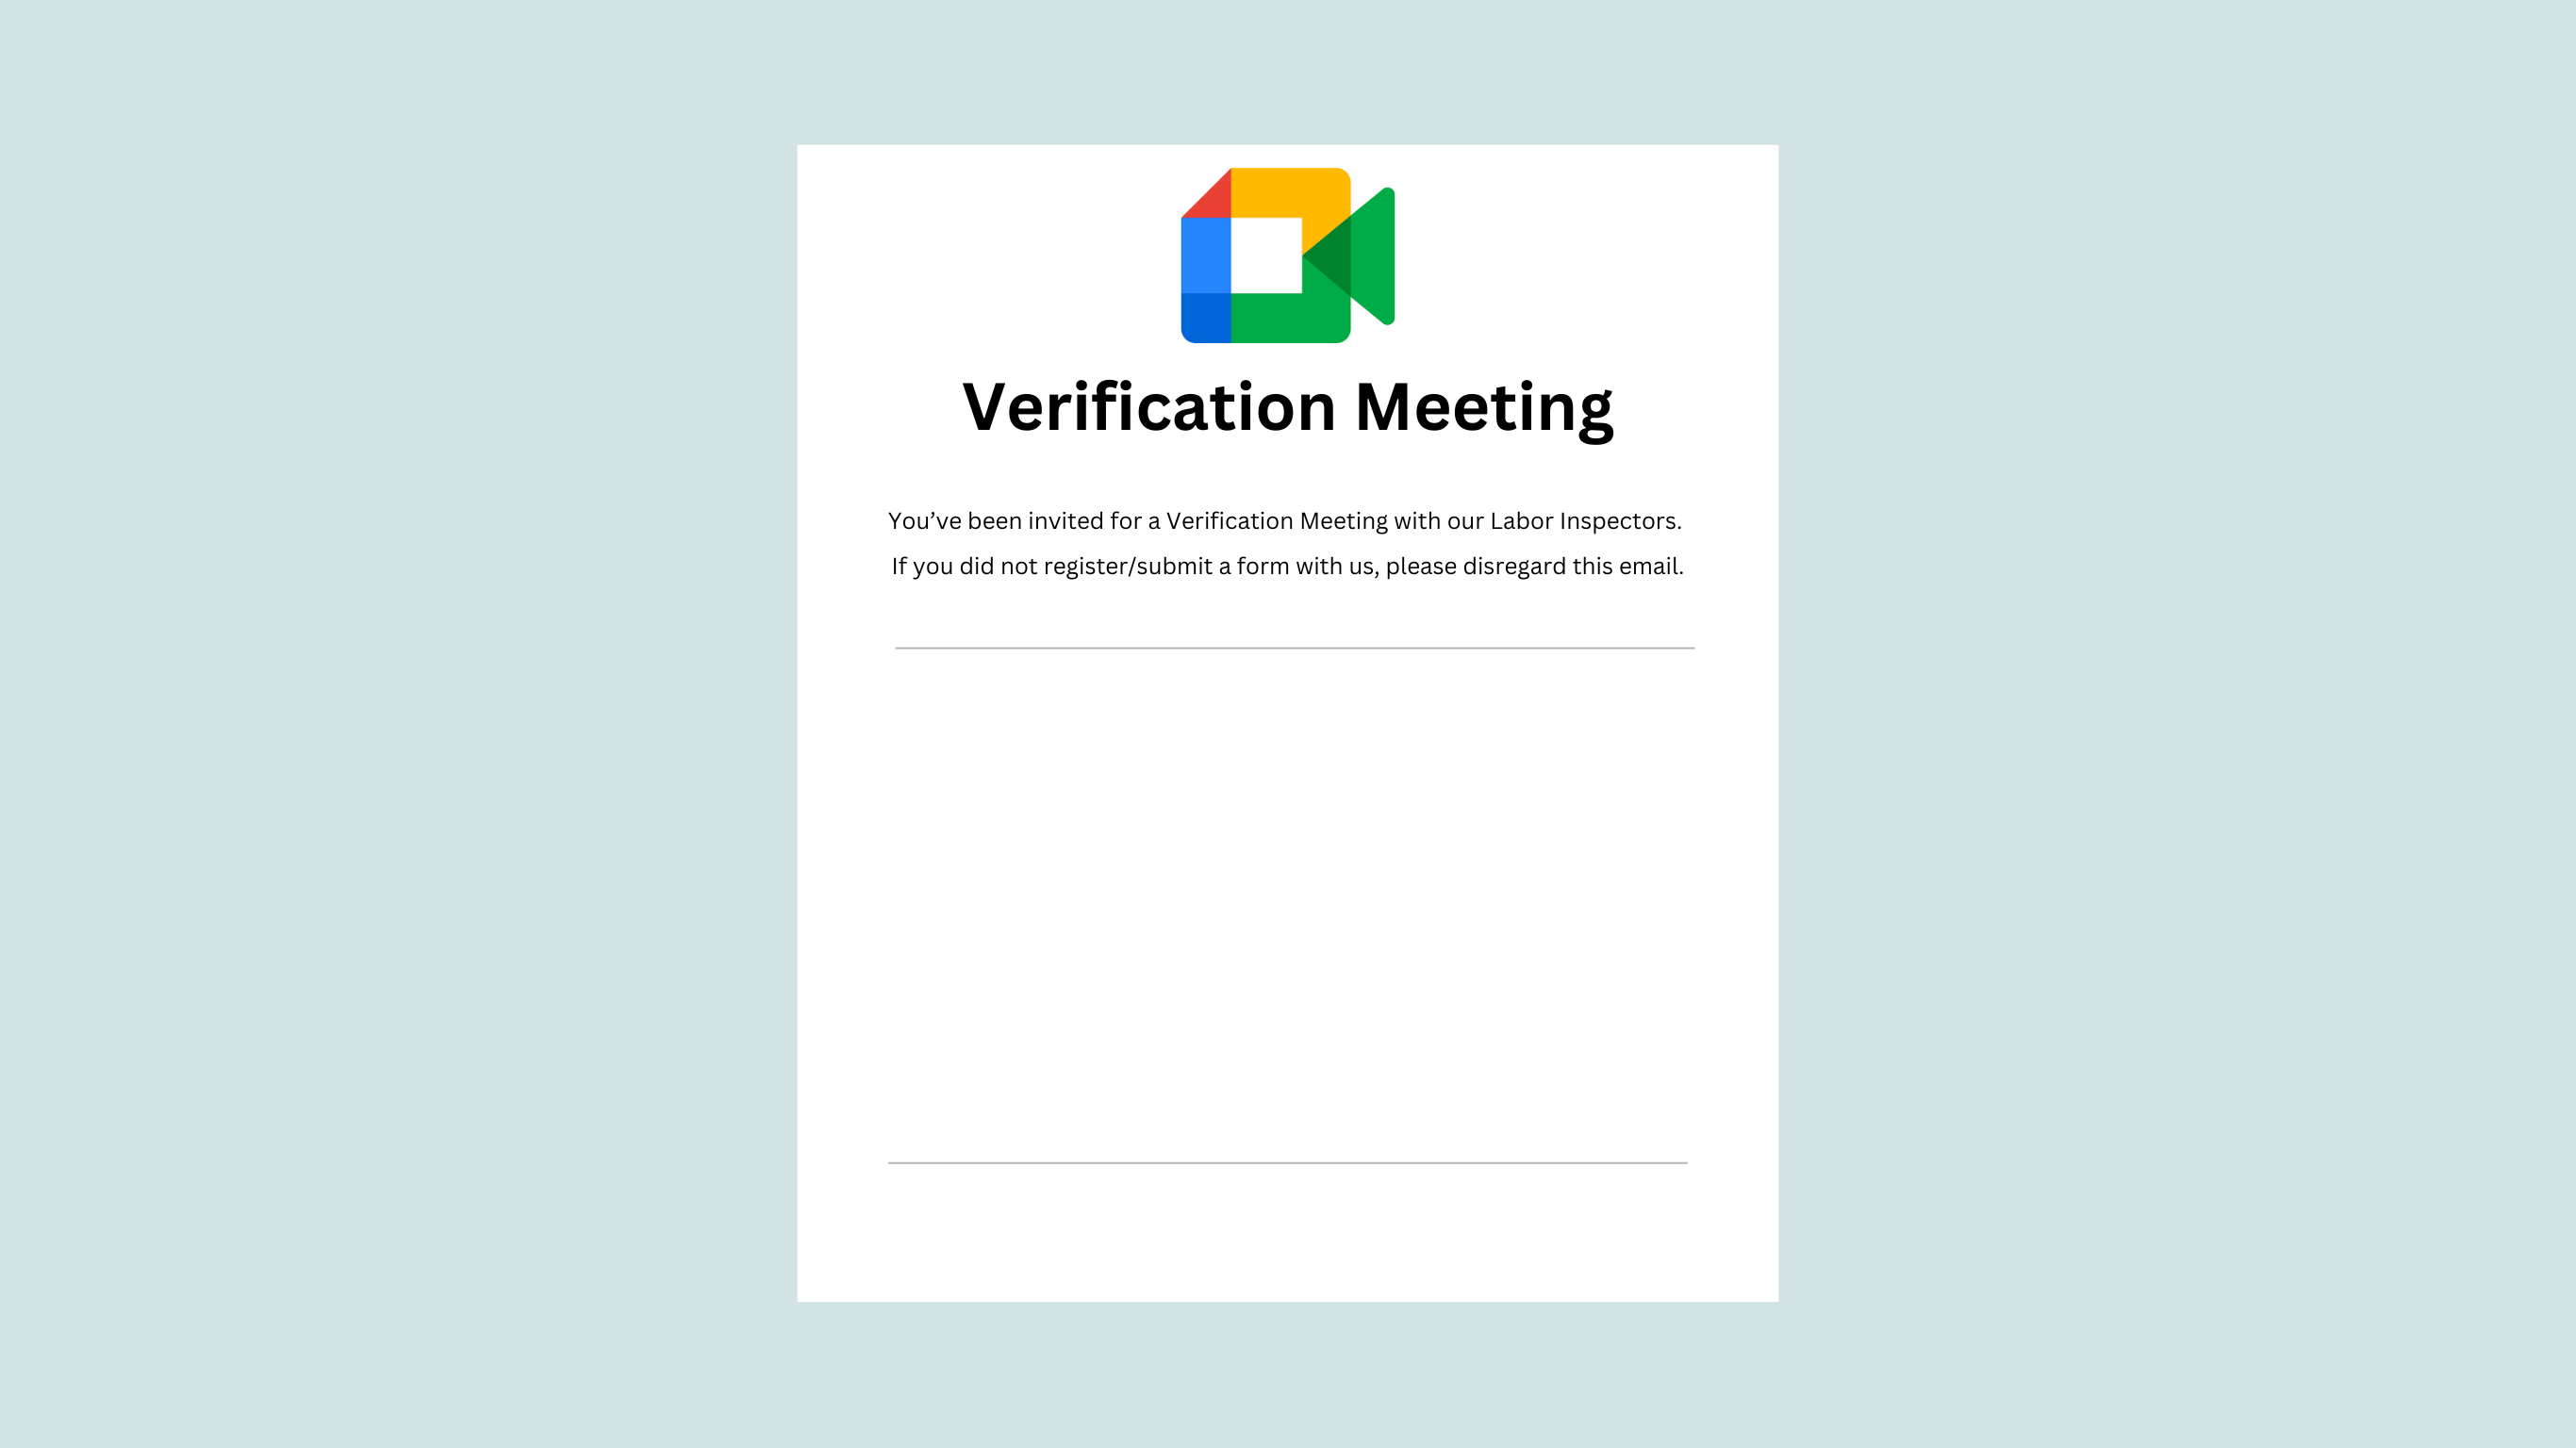 Verification Meeting
You’ve been invited for a Verification Meeting with our Labor Inspectors.
If you did not register/submit a form with us, please disregard this email.